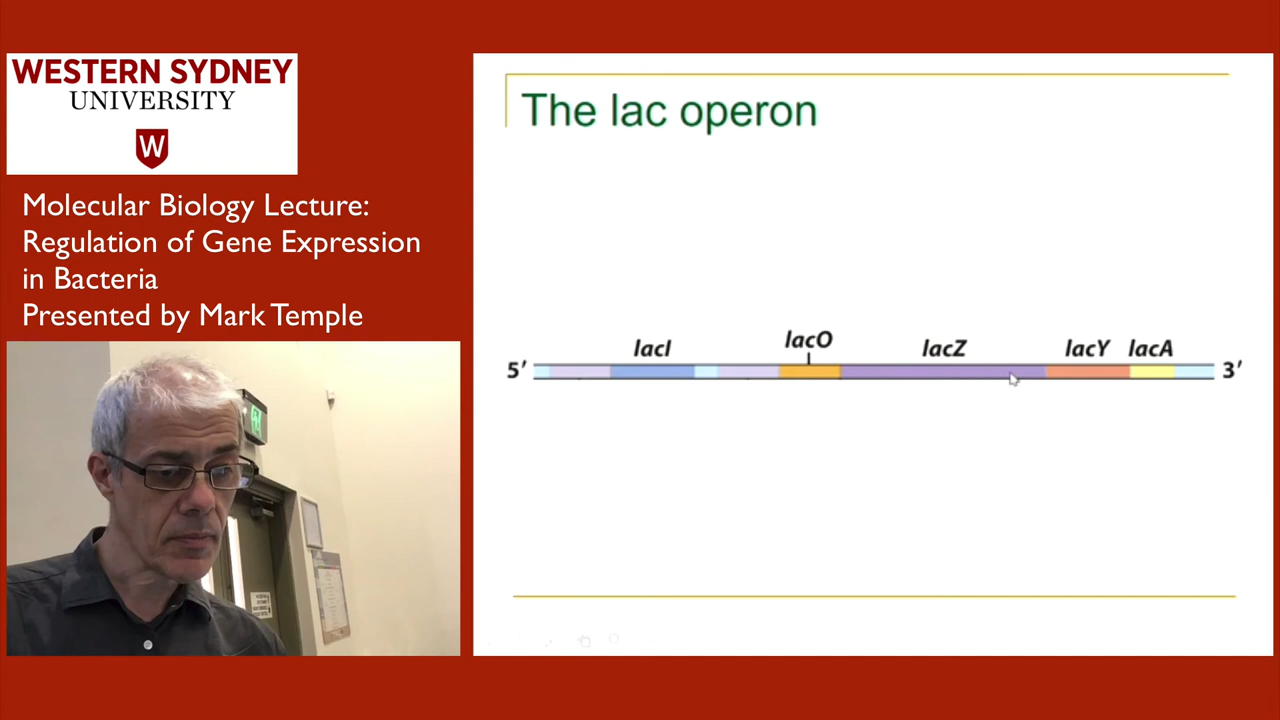 WESTERN SYDNEY
UNIVERSITY
W
Molecular Biology Lecture:
Regulation of Gene Expression
in Bacteria
Presented by Mark Temple
The lac operon
lacI lacO lacZ lacY lacA
5′ 3′